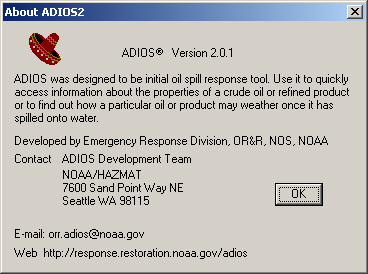 About ADIOS2
ADIOS® Version 2.0.1
ADIOS was designed to be initial oil spill response tool. Use it to quickly
access information about the properties of a crude oil or refined product
or to find out how a particular oil or product may weather once it has
spilled onto water.
Developed by Emergency Response Division, OR&R, NOS, NOAA
Contact ADIOS Development Team
NOAA/HAZMAT
7600 Sand Point Way NE
Seattle WA 98115
OK
E-mail: orr.adios@noaa.gov
Web http://response.restoration.noaa.gov/adios